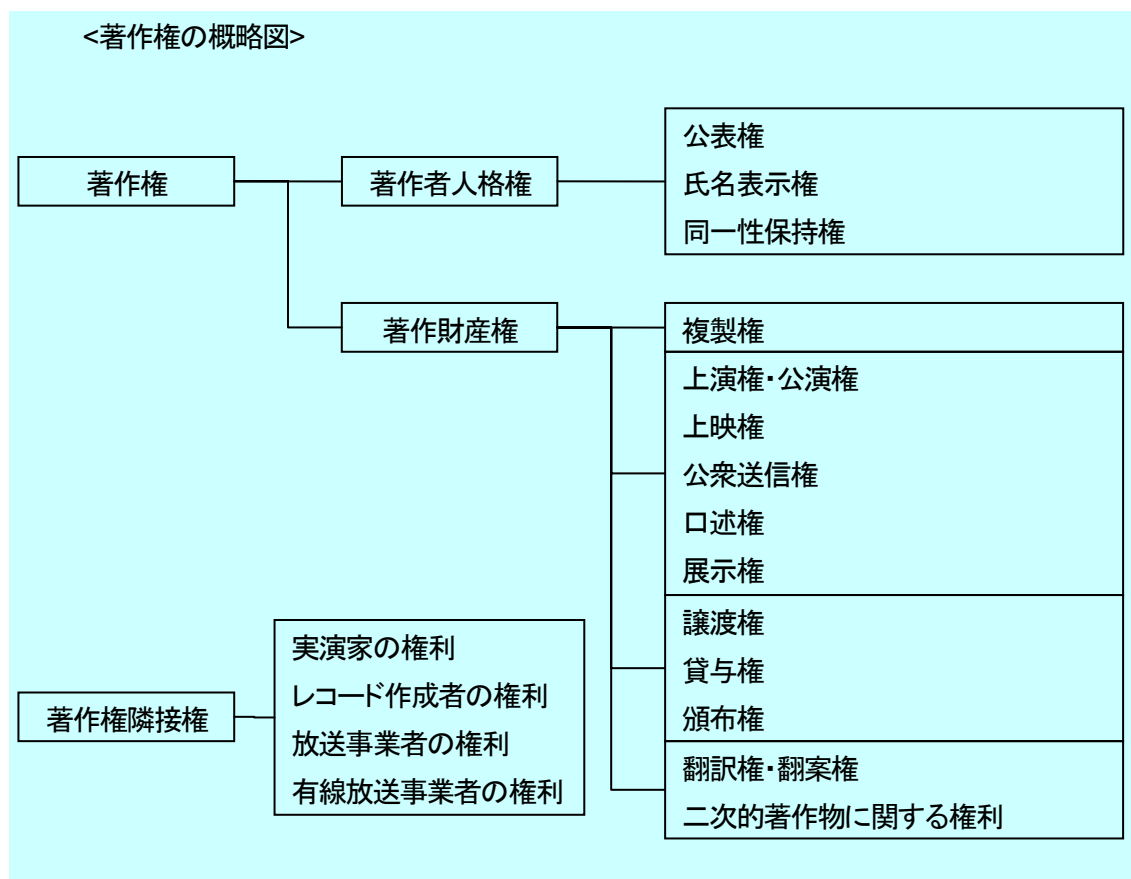 <著作権の概略図>
著作権
著作者人格権
公表権
氏名表示権
同一性保持権
著作財産権
複製権
上演権・公演権
上映権
公衆送信権
口述権
展示権
譲渡権
貸与権
頒布権
翻訳権・翻案権
二次的著作物に関する権利
著作権隣接権
実演家の権利
レコード作成者の権利
放送事業者の権利
有線放送事業者の権利